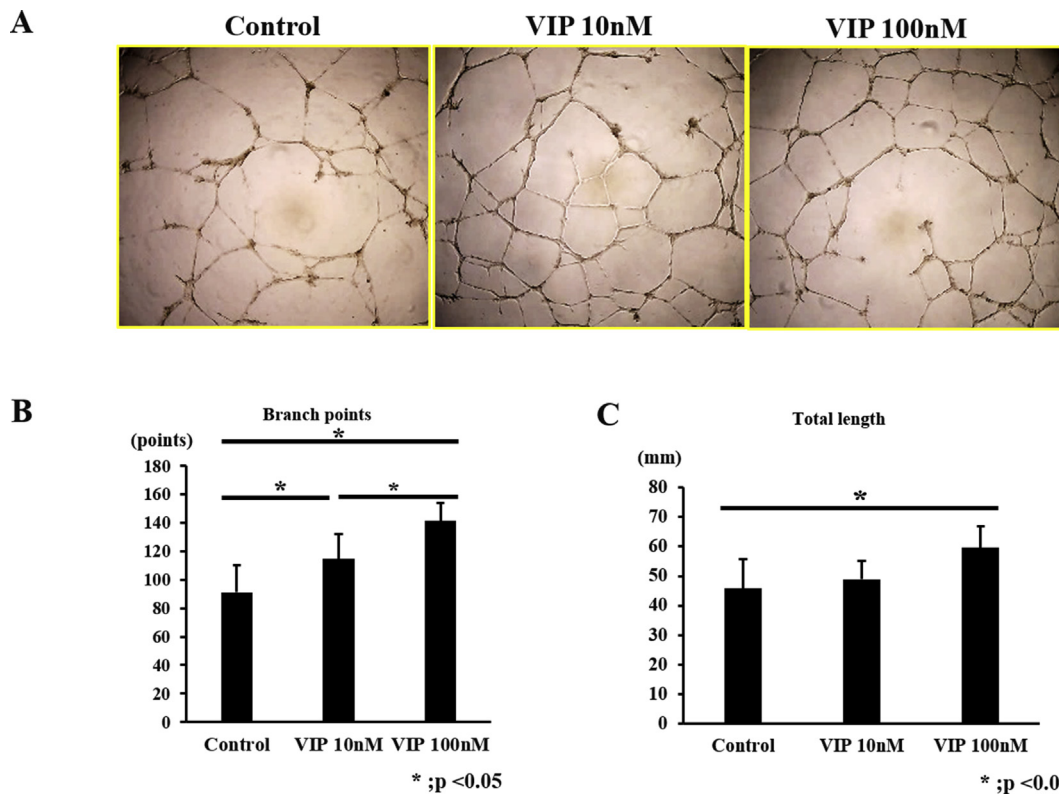 A
Control
VIP 10nM
VIP 100nM
B
Branch points
(points)
*
180
160
140
120
100
80
60
40
20
0
*
*
Control
VIP 10nM
VIP 100nM
* ;p <0.05
C
Total length
(mm)
80
70
60
50
40
30
20
10
0
*
Control
VIP 10nM
VIP 100nM
* ;p <0.0